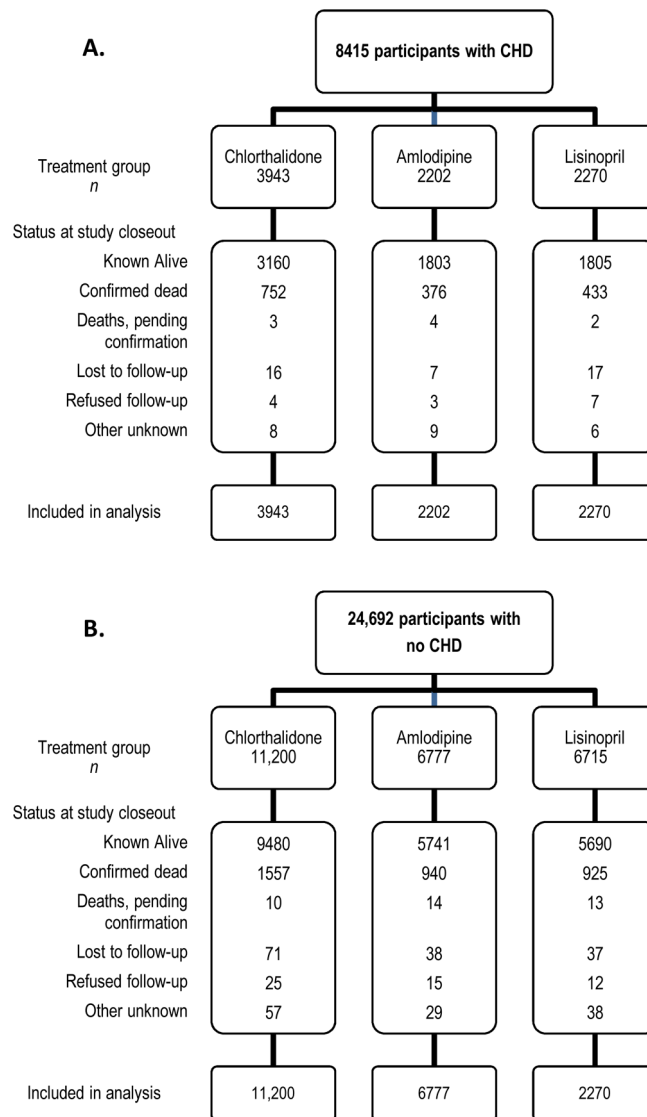 A.
8415 participants with CHD
Treatment group
n
Chlorthalidone
3943
Amlodipine
2202
Lisinopril
2270
Status at study closeout
Known Alive 3160 1803 1805
Confirmed dead 752 376 433
Deaths, pending 3 4 2
confirmation
Lost to follow-up 16 7 17
Refused follow-up 4 3 7
Other unknown 8 9 6
Included in analysis 3943 2202 2270
B.
24,692 participants with
no CHD
Treatment group
n
Chlorthalidone
11,200
Amlodipine
6777
Lisinopril
6715
Status at study closeout
Known Alive 9480 5741 5690
Confirmed dead 1557 940 925
Deaths, pending 10 14 13
confirmation
Lost to follow-up 71 38 37
Refused follow-up 25 15 12
Other unknown 57 29 38
Included in analysis 11,200 6777 2270